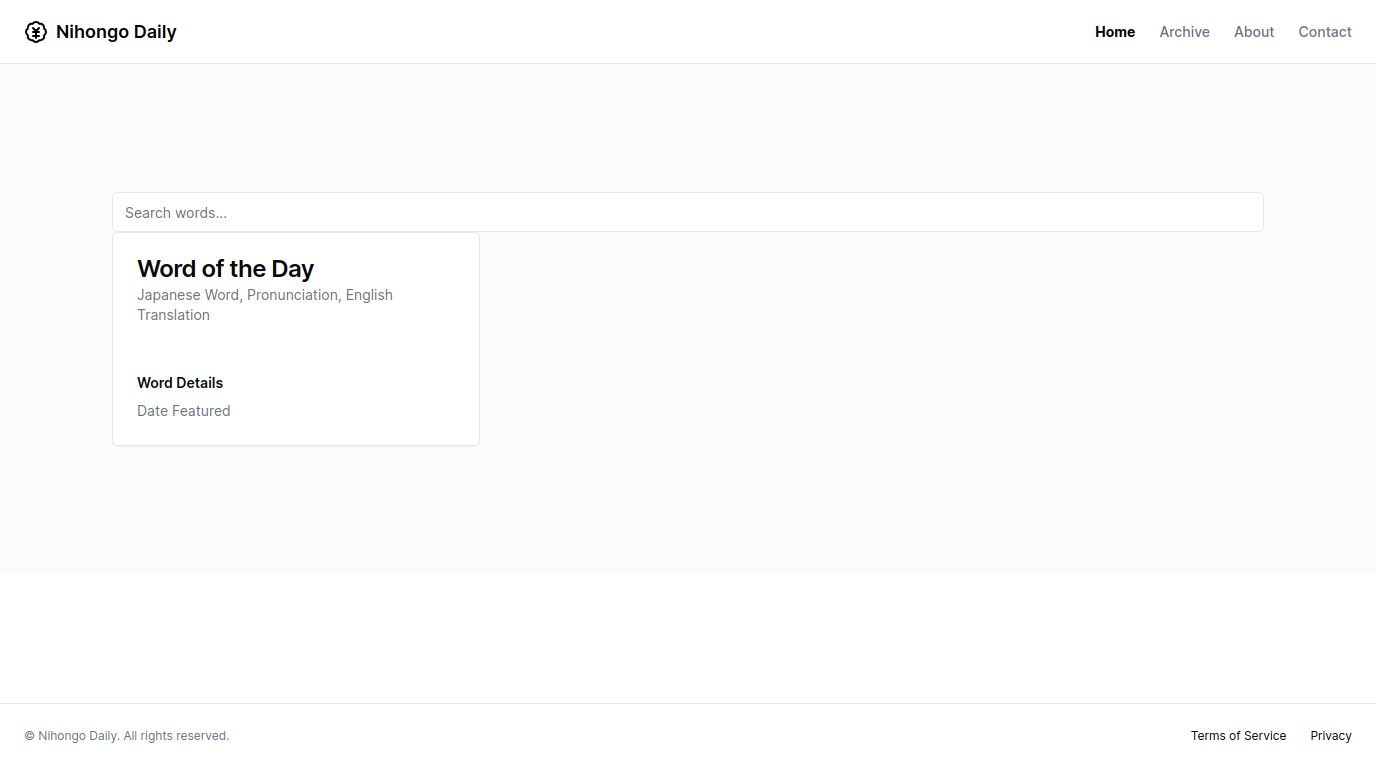 Nihongo Daily
Home Archive About Contact
Search words...
Word of the Day
Japanese Word, Pronunciation, English
Translation
Word Details
Date Featured
© Nihongo Daily. All rights reserved.
Terms of Service Privacy